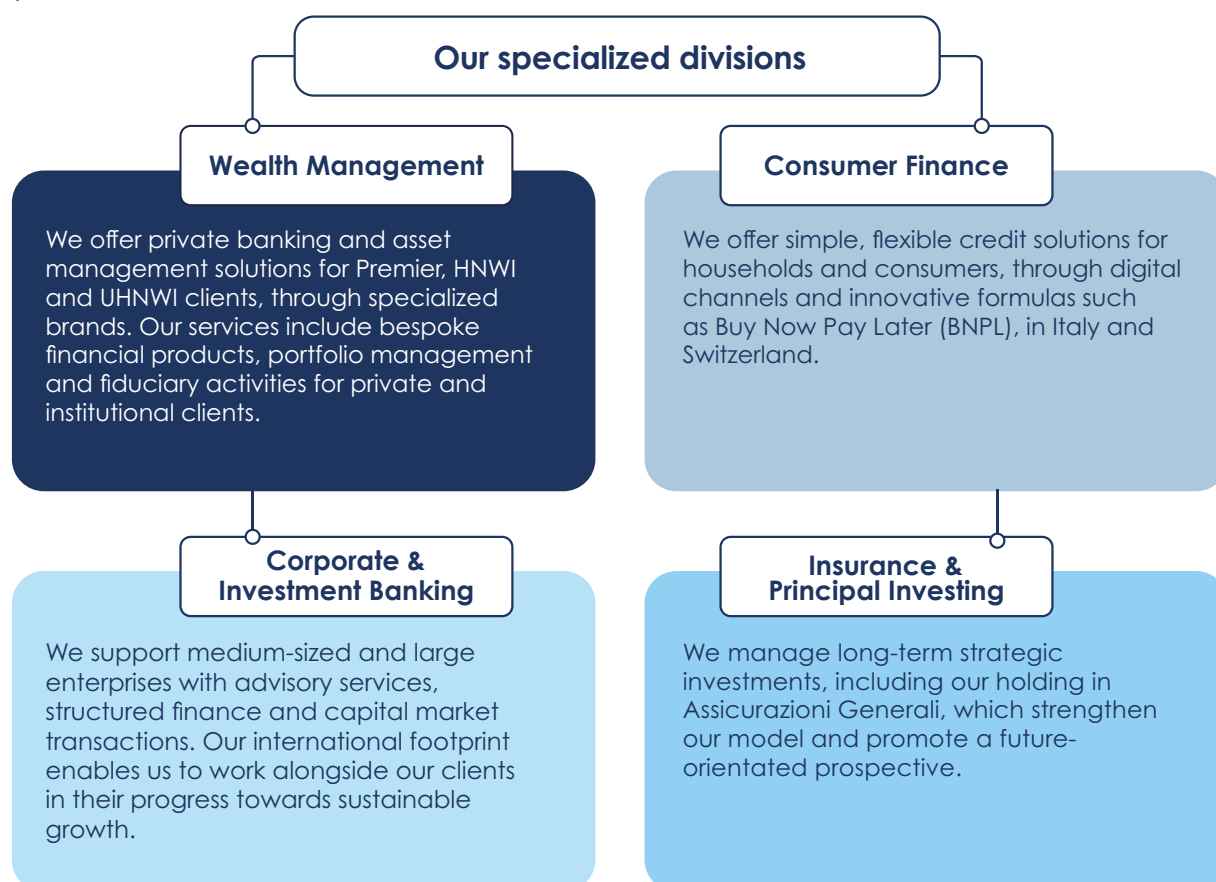 Our specialized divisions
Wealth Management
We offer private banking and asset
management solutions for Premier, HNWI
and UHNWI clients, through specialized
brands. Our services include bespoke
financial products, portfolio management
and fiduciary activities for private and
institutional clients.
Consumer Finance
We offer simple, flexible credit solutions for
households and consumers, through digital
channels and innovative formulas such
as Buy Now Pay Later (BNPL), in Italy and
Switzerland.
Corporate &
Investment Banking
We support medium-sized and large
enterprises with advisory services,
structured finance and capital market
transactions. Our international footprint
enables us to work alongside our clients
in their progress towards sustainable
growth.
Insurance &
Principal Investing
We manage long-term strategic
investments, including our holding in
Assicurazioni Generali, which strengthen
our model and promote a future-
orientated prospective.